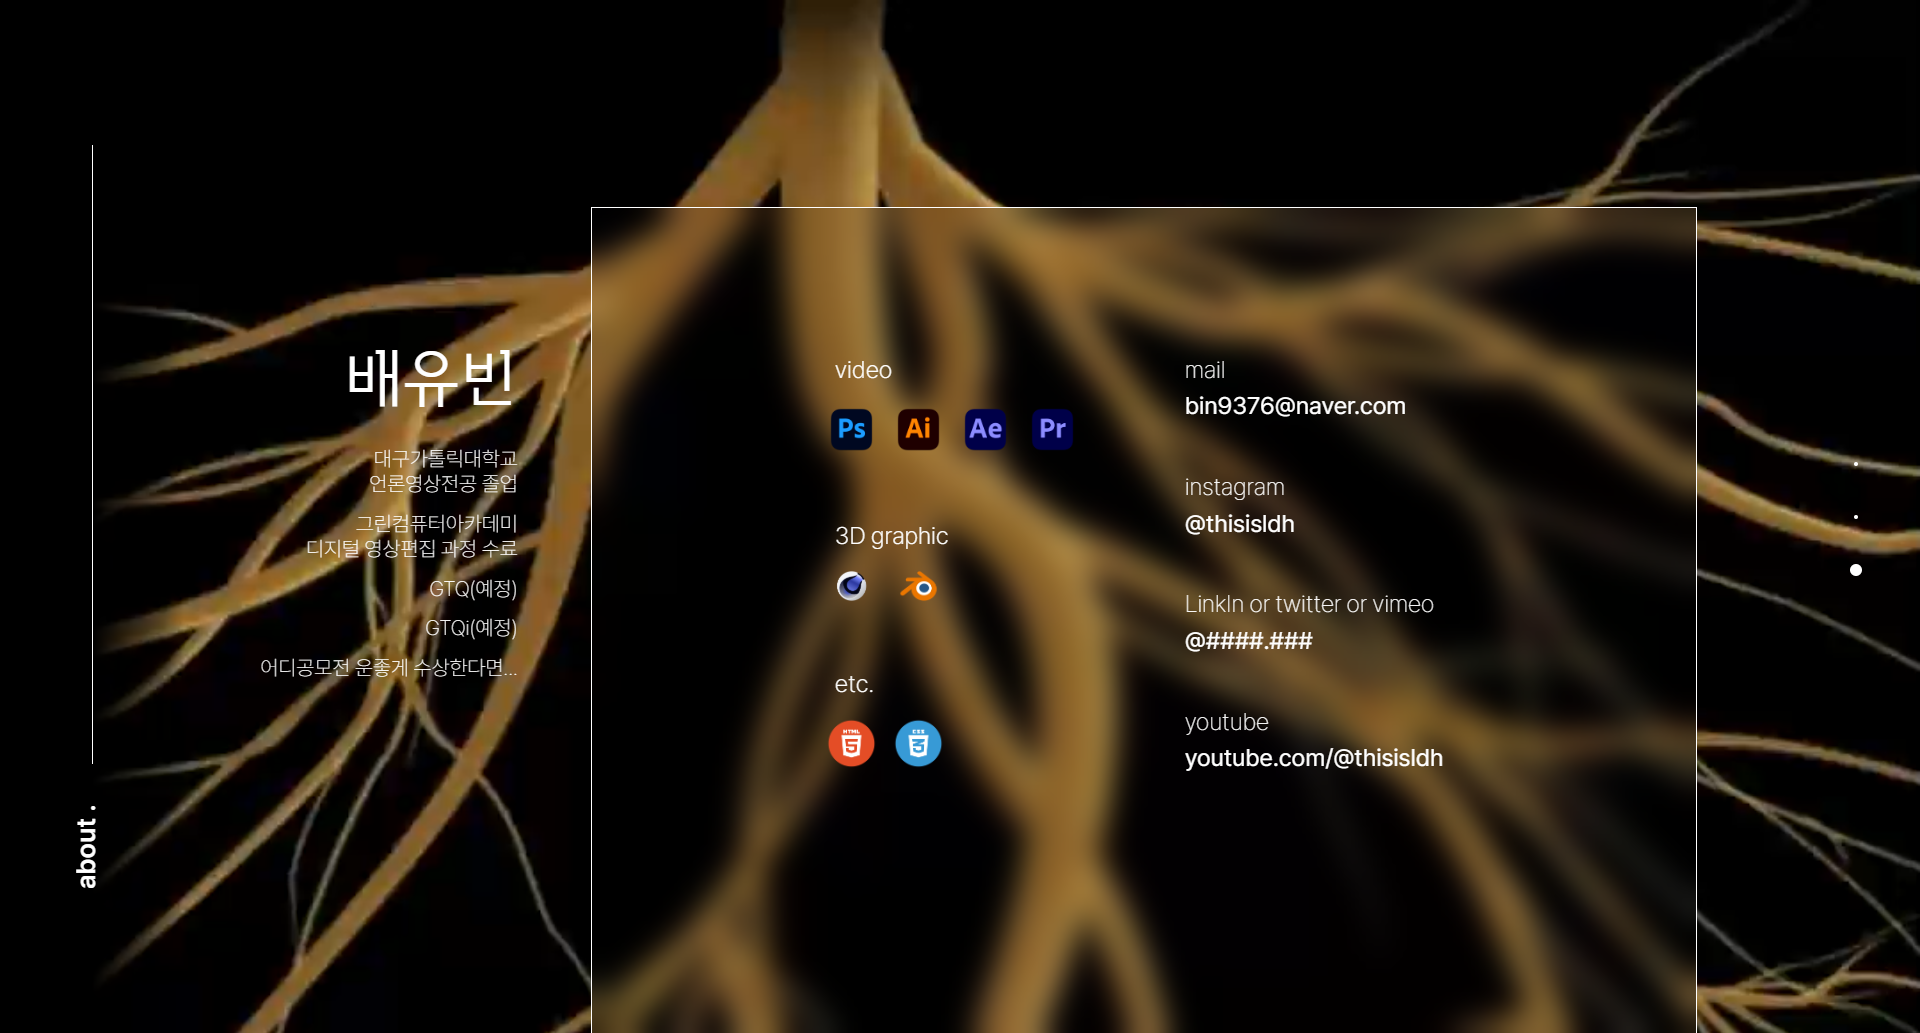 배유빈
대구가톨릭대학교
언론영상전공 졸업
그린컴퓨터아카데미
디지털 영상편집 과정 수료
GTQ(예정)
GTQi(예정)
어디공모전 운좋게 수상한다면...
about .
video
Ps Ai Ae Pr
3D graphic
etc.
HTML 5
CSS 3
mail
bin9376@naver.com
instagram
@thisisldh
LinkIn or twitter or vimeo
@####.###
youtube
youtube.com/@thisisldh